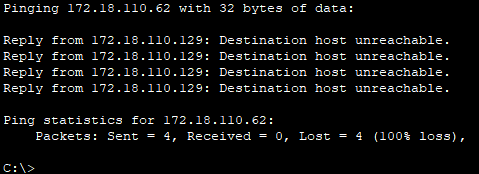 Pinging 172.18.110.62 with 32 bytes of data:
Reply from 172.18.110.129: Destination host unreachable.
Reply from 172.18.110.129: Destination host unreachable.
Reply from 172.18.110.129: Destination host unreachable.
Reply from 172.18.110.129: Destination host unreachable.
Ping statistics for 172.18.110.62:
Packets: Sent = 4, Received = 0, Lost = 4 (100% loss),
C:\>